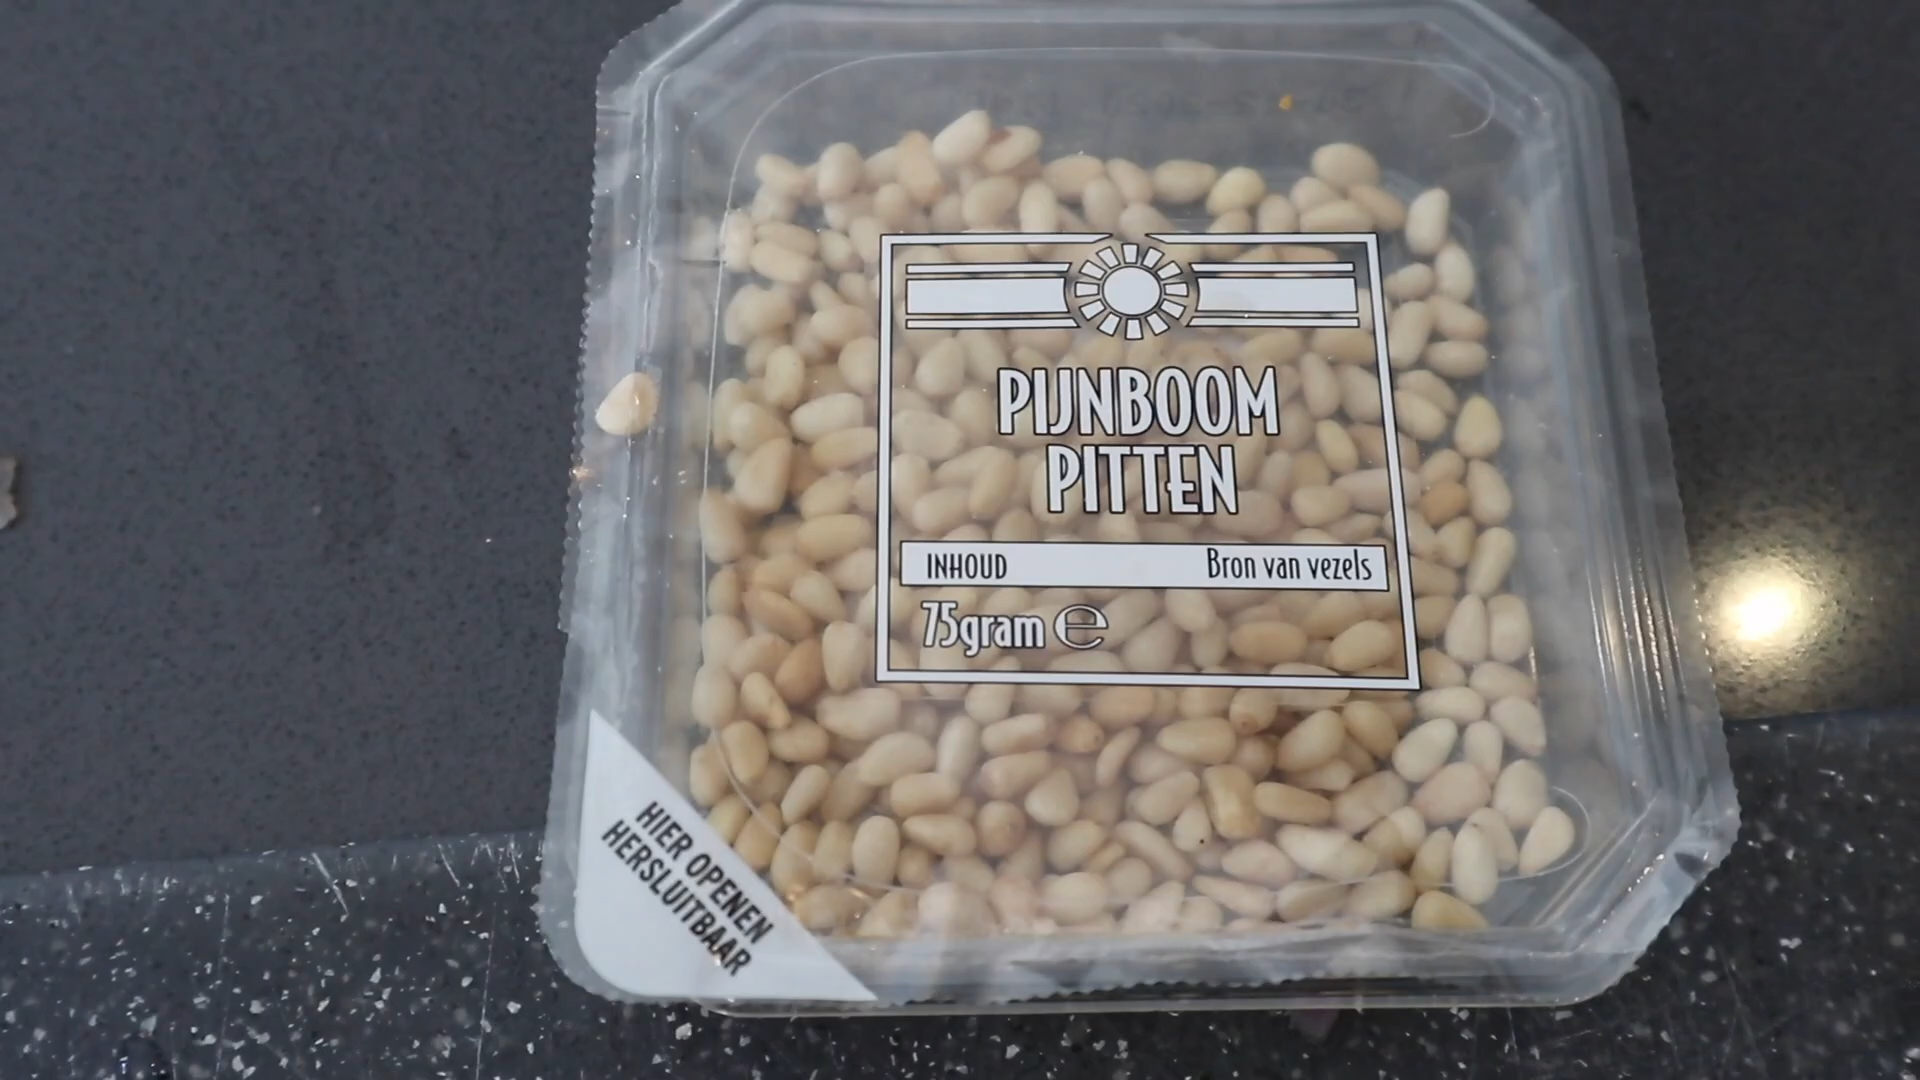 PIJNBOOM
PITTEN
INHOUD Bron van vezels
75gram ℮
HIER OPENEN
HERSLUITBAAR